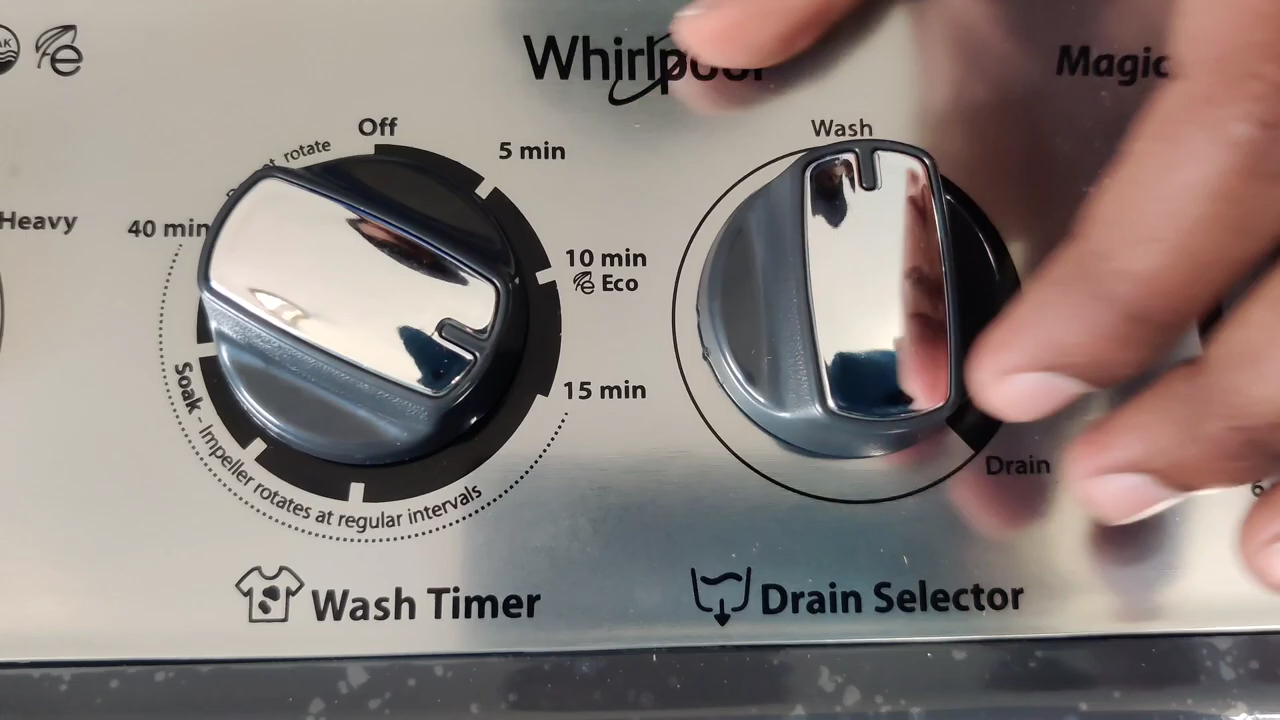 Whirlpool
Magic
Off
Wash
rotate
5 min
Heavy
40 min
10 min
Eco
15 min
Soak - Impeller rotates at regular intervals
Drain
Wash Timer
Drain Selector